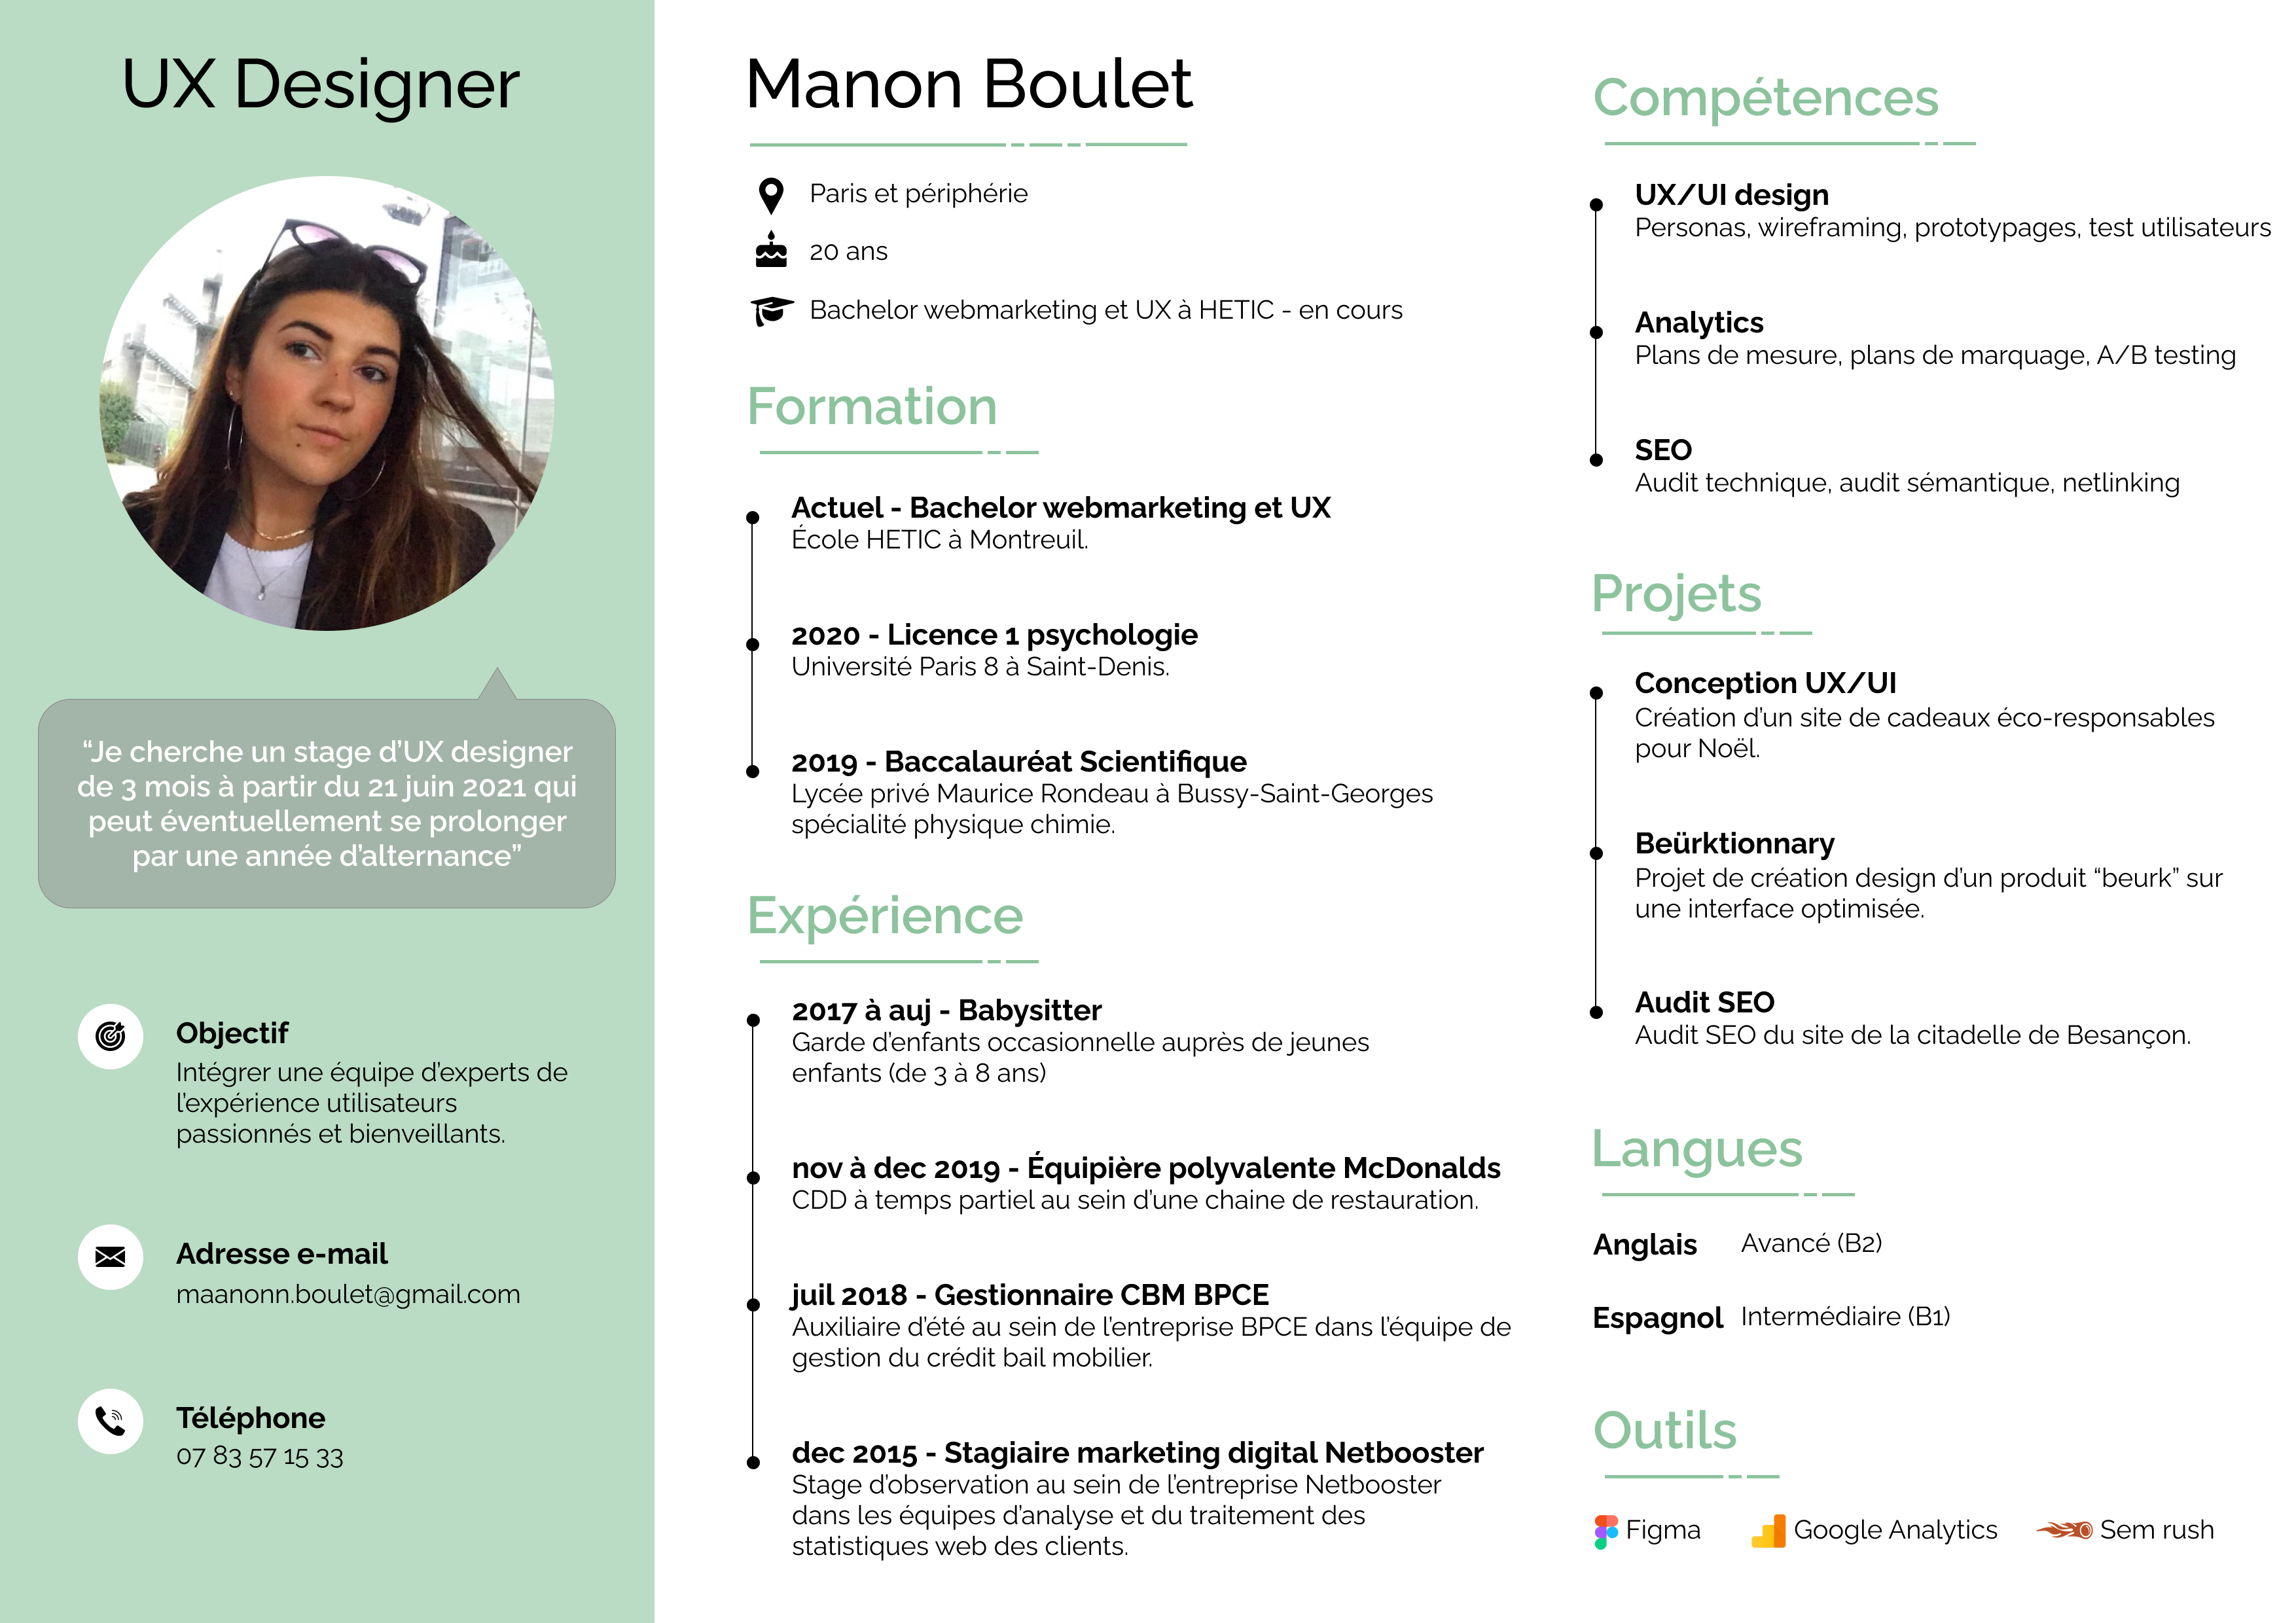 UX Designer
“Je cherche un stage d’UX designer
de 3 mois à partir du 21 juin 2021 qui
peut éventuellement se prolonger
par une année d’alternance”
Objectif
Intégrer une équipe d’experts de
l’expérience utilisateurs
passionnés et bienveillants.
Adresse e-mail
maanonn.boulet@gmail.com
Téléphone
07 83 57 15 33
Manon Boulet
Paris et périphérie
20 ans
Bachelor webmarketing et UX à HETIC - en cours
Formation
Actuel - Bachelor webmarketing et UX
École HETIC à Montreuil.
2020 - Licence 1 psychologie
Université Paris 8 à Saint-Denis.
2019 - Baccalauréat Scientifique
Lycée privé Maurice Rondeau à Bussy-Saint-Georges
spécialité physique chimie.
Expérience
2017 à auj - Babysitter
Garde d’enfants occasionnelle auprès de jeunes
enfants (de 3 à 8 ans)
nov à dec 2019 - Équipière polyvalente McDonalds
CDD à temps partiel au sein d’une chaine de restauration.
juil 2018 - Gestionnaire CBM BPCE
Auxiliaire d’été au sein de l’entreprise BPCE dans l’équipe de
gestion du crédit bail mobilier.
dec 2015 - Stagiaire marketing digital Netbooster
Stage d’observation au sein de l’entreprise Netbooster
dans les équipes d’analyse et du traitement des
statistiques web des clients.
Compétences
UX/UI design
Personas, wireframing, prototypages, test utilisateurs
Analytics
Plans de mesure, plans de marquage, A/B testing
SEO
Audit technique, audit sémantique, netlinking
Projets
Conception UX/UI
Création d’un site de cadeaux éco-responsables
pour Noël.
Beürktionnary
Projet de création design d’un produit “beurk” sur
une interface optimisée.
Audit SEO
Audit SEO du site de la citadelle de Besançon.
Langues
Anglais Avancé (B2)
Espagnol Intermédiaire (B1)
Outils
Figma Google Analytics Sem rush